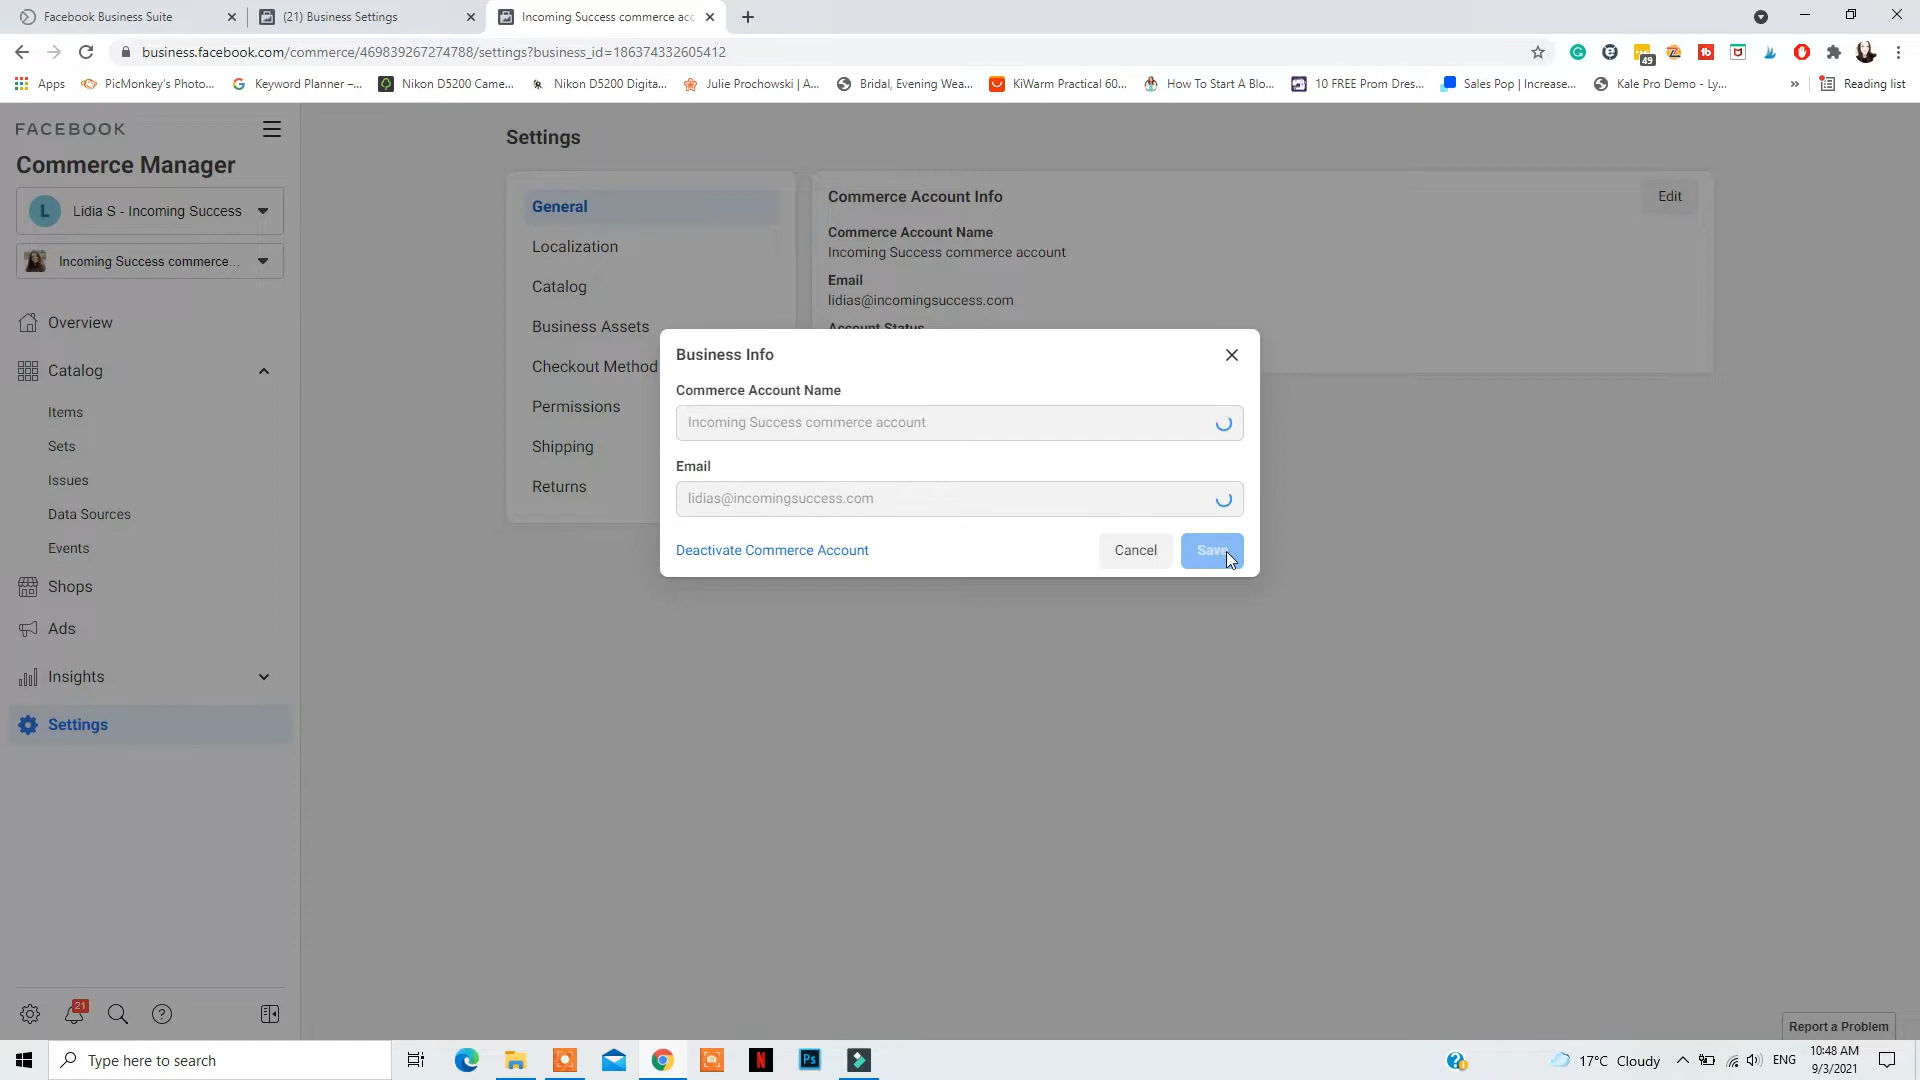 Facebook Business Suite
(21) Business Settings
Incoming Success commerce acc
business.facebook.com/commerce/469839267274788/settings?business_id=186374332605412
49
Apps
PicMonkey's Photo...
Keyword Planner –...
Nikon D5200 Came...
Nikon D5200 Digita...
Julie Prochowski | A...
Bridal, Evening Wea...
KiWarm Practical 60...
How To Start A Blo...
10 FREE Prom Dres...
Sales Pop | Increase...
Kale Pro Demo - Ly...
»
Reading list
FACEBOOK
Commerce Manager
L
Lidia S - Incoming Success
Incoming Success commerce...
Overview
Catalog
Items
Sets
Issues
Data Sources
Events
Shops
Ads
Insights
Settings
21
Settings
General
Localization
Catalog
Business Assets
Checkout Method
Permissions
Shipping
Returns
Commerce Account Info
Edit
Commerce Account Name
Incoming Success commerce account
Email
lidias@incomingsuccess.com
Account Status
Business Info
Commerce Account Name
Incoming Success commerce account
Email
lidias@incomingsuccess.com
Deactivate Commerce Account
Cancel
Save
Report a Problem
Type here to search
N
Ps
17°C Cloudy
ENG
10:48 AM
9/3/2021